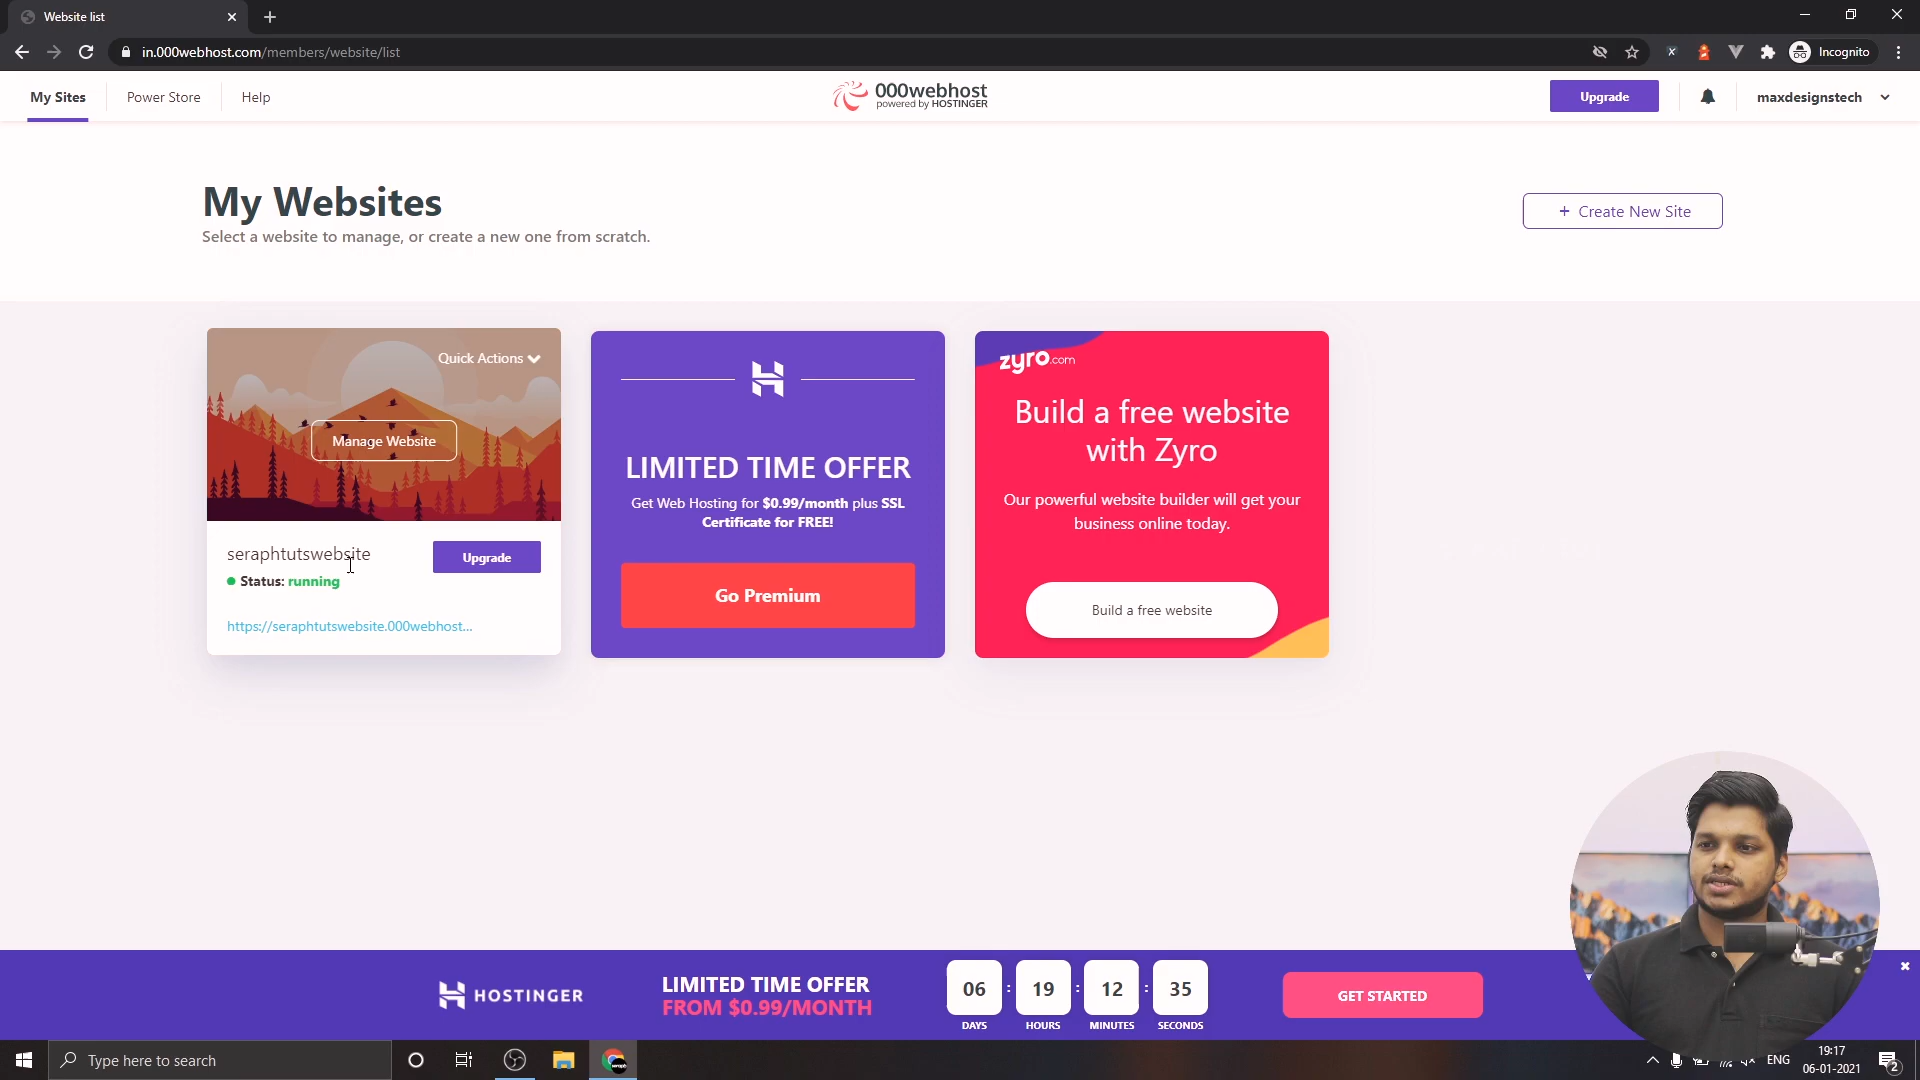 Website list
in.000webhost.com/members/website/list
Incognito
My Sites
Power Store
Help
000webhost
powered by HOSTINGER
Upgrade
maxdesignstech
My Websites
Select a website to manage, or create a new one from scratch.
+ Create New Site
Quick Actions
Manage Website
seraphtutswebsite
Upgrade
Status: running
https://seraphtutswebsite.000webhost...
LIMITED TIME OFFER
Get Web Hosting for $0.99/month plus SSL
Certificate for FREE!
Go Premium
zyro.com
Build a free website
with Zyro
Our powerful website builder will get your
business online today.
Build a free website
HOSTINGER
LIMITED TIME OFFER
FROM $0.99/MONTH
06 : 19 : 12 : 35
DAYS HOURS MINUTES SECONDS
GET STARTED
Type here to search
ENG
19:17
06-01-2021
2